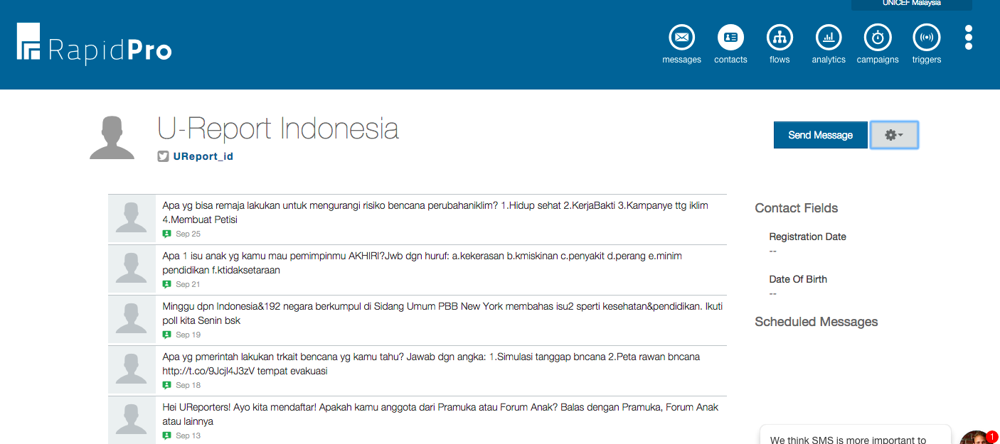 UNICEF Malaysia
RapidPro
messages
contacts
flows
analytics
campaigns
triggers
U-Report Indonesia
Send Message
UReport_id
Apa yg bisa remaja lakukan untuk mengurangi risiko bencana perubahaniklim? 1.Hidup sehat 2.KerjaBakti 3.Kampanye ttg iklim
4.Membuat Petisi
Sep 25
Apa 1 isu anak yg kamu mau pemimpinmu AKHIRI?Jwb dgn huruf: a.kekerasan b.kmiskinan c.penyakit d.perang e.minim
pendidikan f.ktidaksetaraan
Sep 21
Minggu dpn Indonesia&192 negara berkumpul di Sidang Umum PBB New York membahas isu2 sperti kesehatan&pendidikan. Ikuti
poll kita Senin bsk
Sep 19
Apa yg pmerintah lakukan trkait bencana yg kamu tahu? Jawab dgn angka: 1.Simulasi tanggap bncana 2.Peta rawan bncana
http://t.co/9Jcjl4J3zV tempat evakuasi
Sep 18
Hei UReporters! Ayo kita mendaftar! Apakah kamu anggota dari Pramuka atau Forum Anak? Balas dengan Pramuka, Forum Anak
atau lainnya
Sep 13
Contact Fields
Registration Date
--
Date Of Birth
--
Scheduled Messages
We think SMS is more important to
1